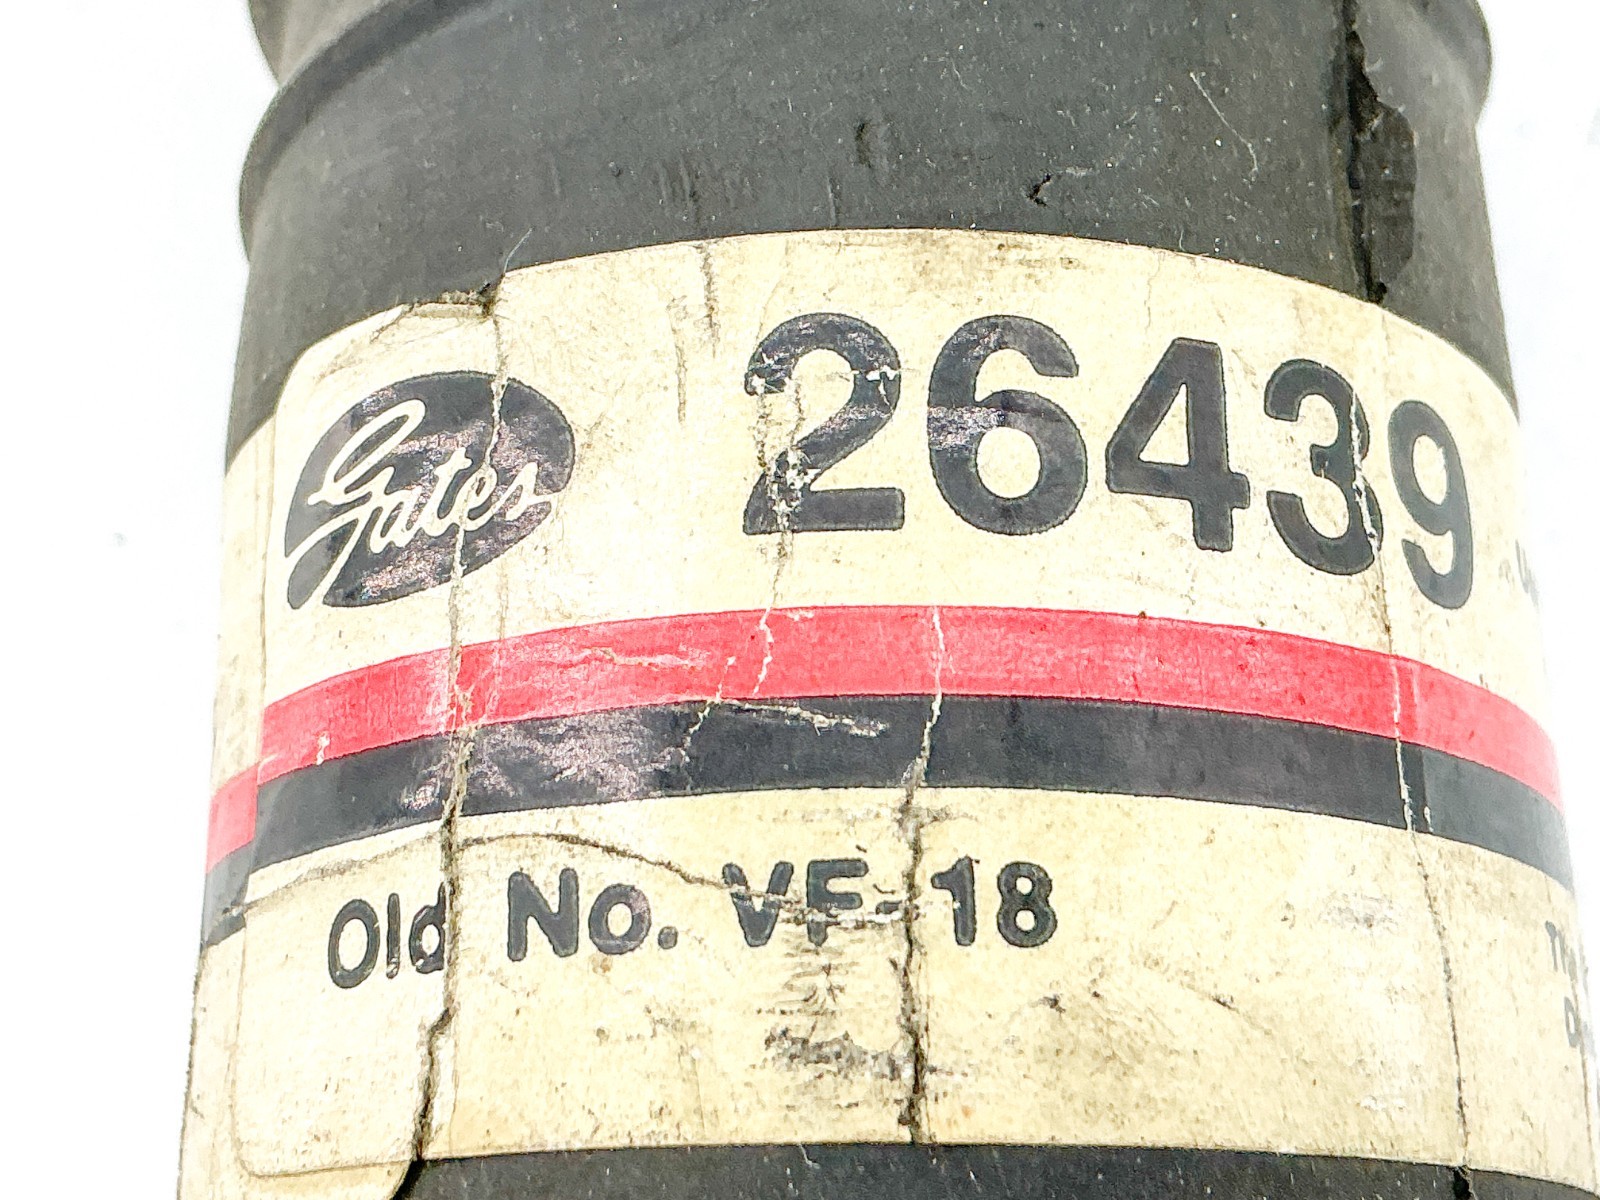 Gates
26439
Old No. VF-18